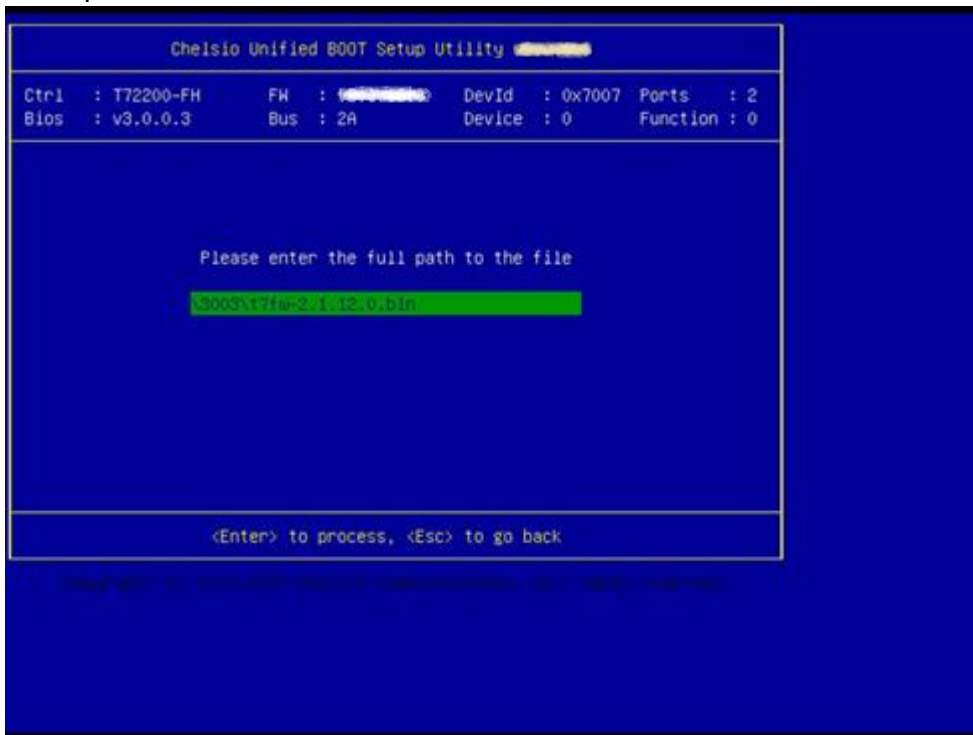 Chelsio Unified BOOT Setup Utility
Ctrl : T72200-FH FW : DevId : 0x7007 Ports : 2
Bios : v3.0.0.3 Bus : 2A Device : 0 Function : 0
Please enter the full path to the file
\3003\t7fw-2.1.12.0.bin
<Enter> to process, <Esc> to go back